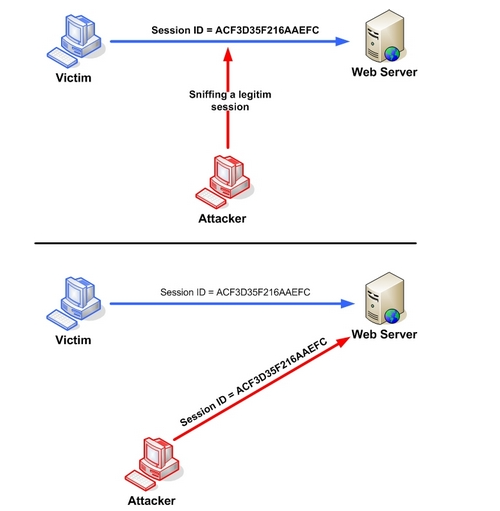 Session ID = ACF3D35F216AAEFC
Victim
Web Server
Sniffing a legitim
session
Attacker
Session ID = ACF3D35F216AAEFC
Victim
Web Server
Session ID = ACF3D35F216AAEFC
Attacker